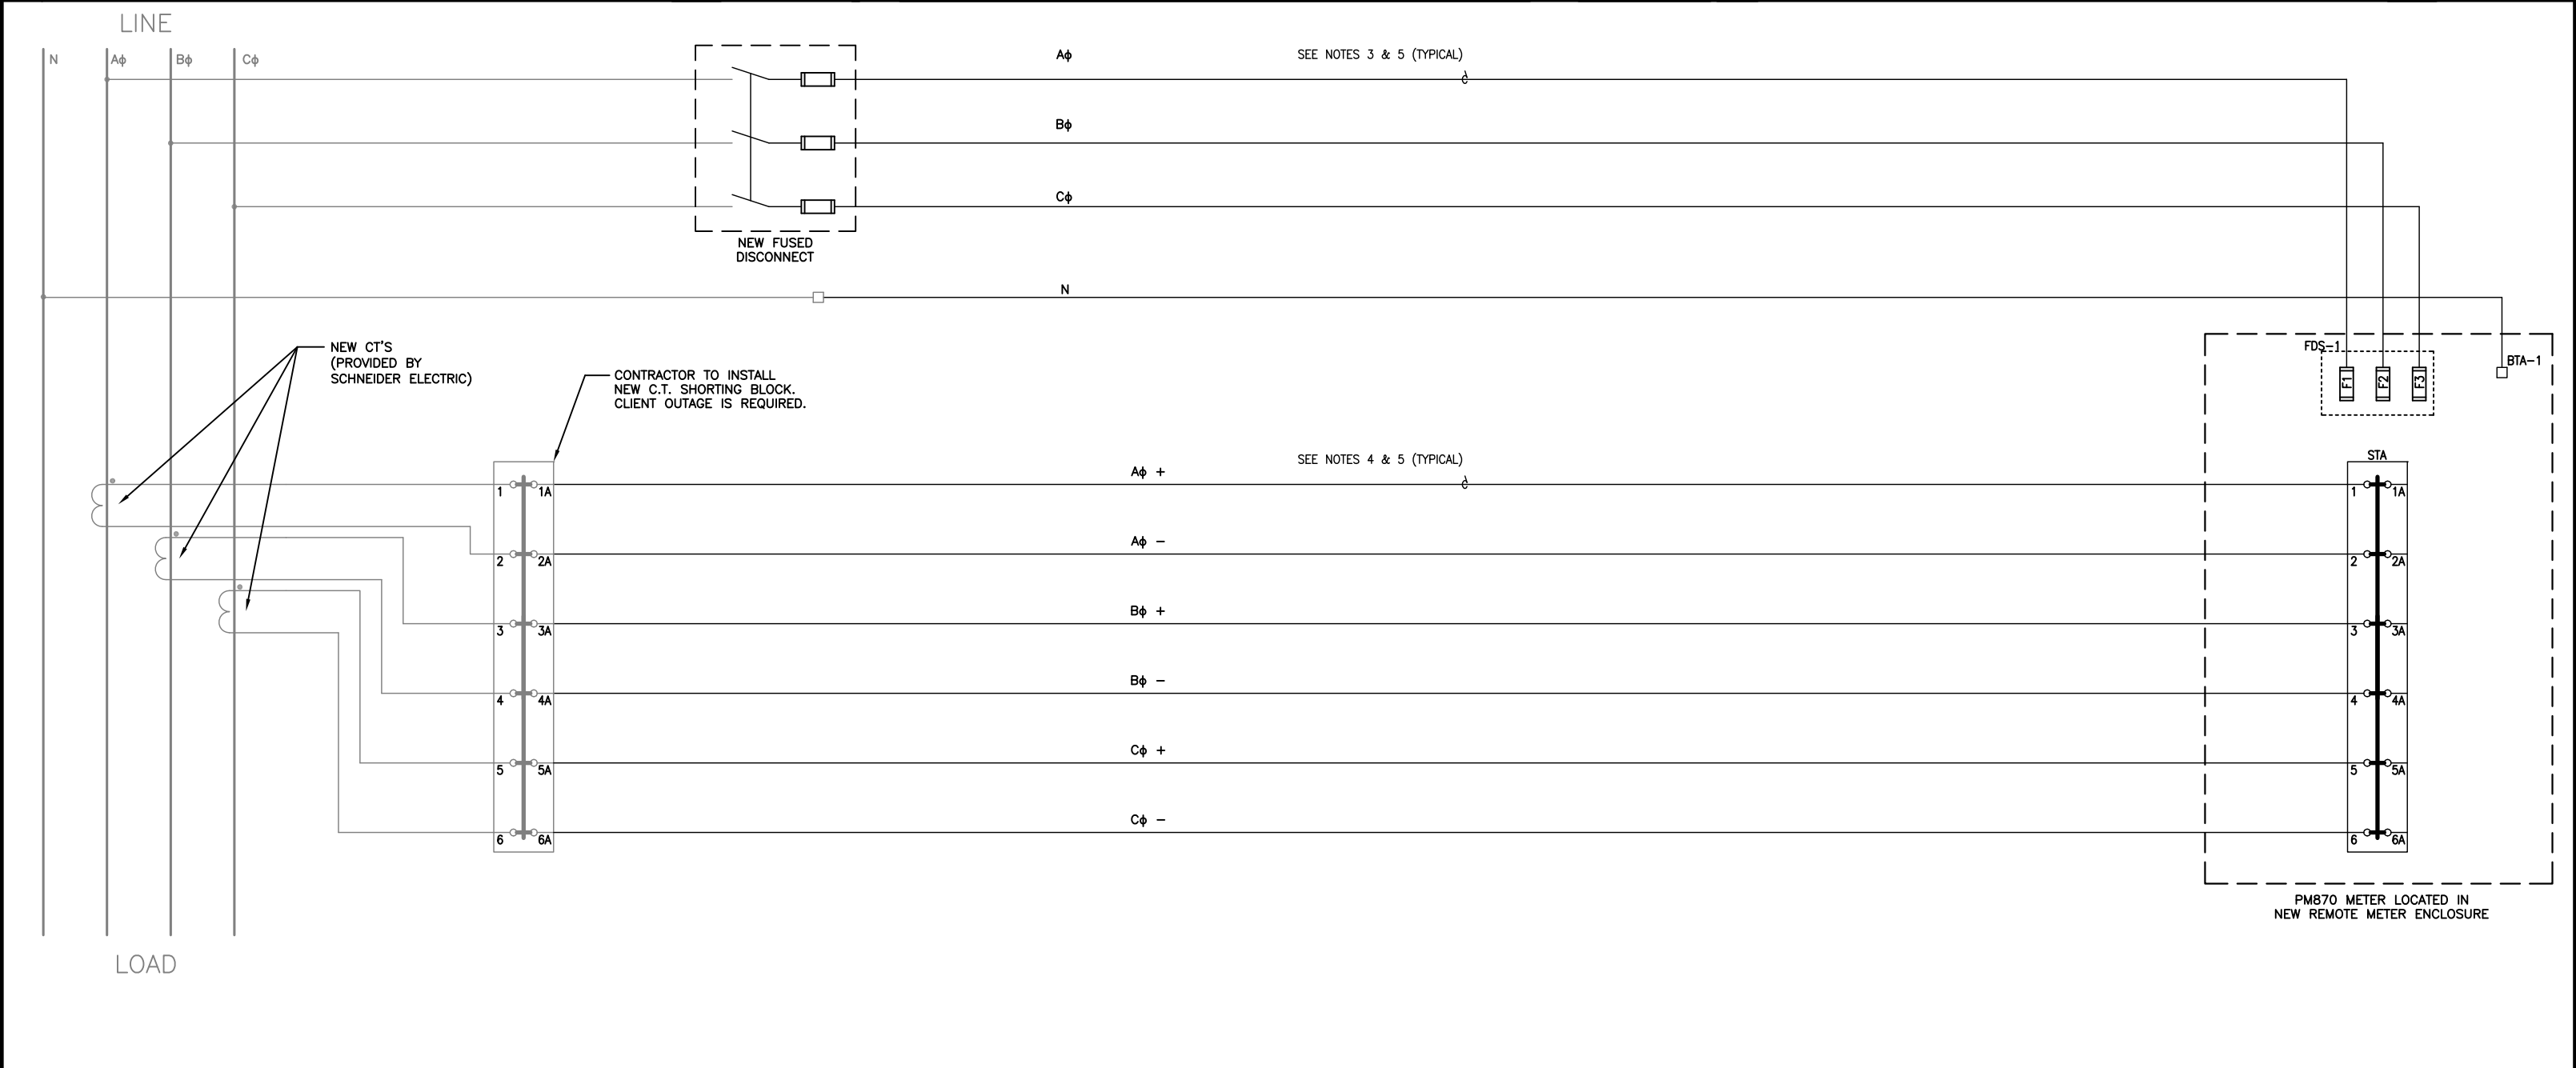 LINE
N
Aϕ
Bϕ
Cϕ
Aϕ
SEE NOTES 3 & 5 (TYPICAL)
Bϕ
Cϕ
NEW FUSED
DISCONNECT
N
NEW CT'S
(PROVIDED BY
SCHNEIDER ELECTRIC)
CONTRACTOR TO INSTALL
NEW C.T. SHORTING BLOCK.
CLIENT OUTAGE IS REQUIRED.
FDS-1
F1
F2
F3
BTA-1
SEE NOTES 4 & 5 (TYPICAL)
STA
Aϕ +
1
1A
1
1A
Aϕ -
2
2A
2
2A
Bϕ +
3
3A
3
3A
Bϕ -
4
4A
4
4A
Cϕ +
5
5A
5
5A
Cϕ -
6
6A
6
6A
PM870 METER LOCATED IN
NEW REMOTE METER ENCLOSURE
LOAD